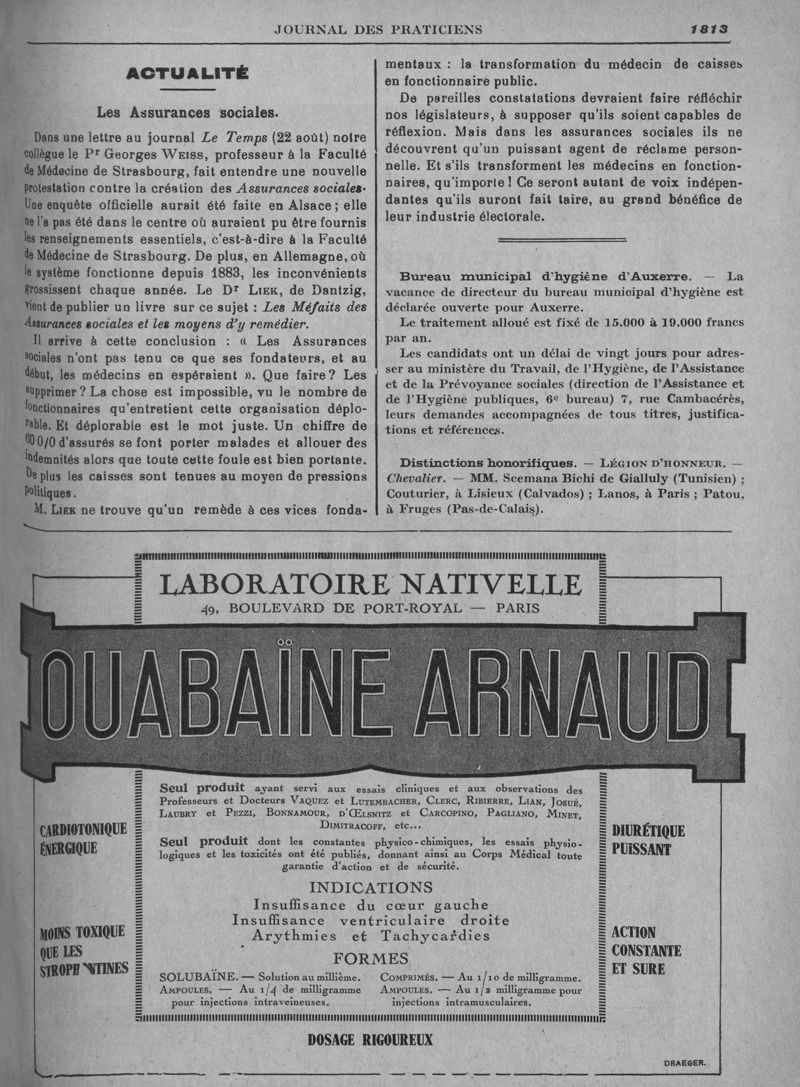 JOURNAL DES PRATICIENS 1813
ACTUALITÉ
Les Assurances sociales.
Dans une lettre au journal Le Temps (22 août) notre
collègue le Pr Georges WEISS, professeur à la Faculté
de Médecine de Strasbourg, fait entendre une nouvelle
protestation contre la création des Assurances sociales.
Une enquête officielle aurait été faite en Alsace ; elle
ne l'a pas été dans le centre où auraient pu être fournis
les renseignements essentiels, c'est-à-dire à la Faculté
de Médecine de Strasbourg. De plus, en Allemagne, où
le système fonctionne depuis 1883, les inconvénients
grossissent chaque année. Le Dr LIEK, de Dantzig,
vient de publier un livre sur ce sujet : Les Méfaits des
Assurances sociales et les moyens d'y remédier.
Il arrive à cette conclusion : « Les Assurances
sociales n'ont pas tenu ce que ses fondateurs, et au
début, les médecins en espéraient ». Que faire ? Les
supprimer ? La chose est impossible, vu le nombre de
fonctionnaires qu'entretient cette organisation déplo-
rable. Et déplorable est le mot juste. Un chiffre de
80 0/0 d'assurés se font porter malades et allouer des
indemnités alors que toute cette foule est bien portante.
De plus les caisses sont tenues au moyen de pressions
politiques.
M. LIEK ne trouve qu'un remède à ces vices fonda-
mentaux : la transformation du médecin de caisses
en fonctionnaire public.
De pareilles constatations devraient faire réfléchir
nos législateurs, à supposer qu'ils soient capables de
réflexion. Mais dans les assurances sociales ils ne
découvrent qu'un puissant agent de réclame person-
nelle. Et s'ils transforment les médecins en fonction-
naires, qu'importe ! Ce seront autant de voix indépen-
dantes qu'ils auront fait taire, au grand bénéfice de
leur industrie électorale.
Bureau municipal d'hygiène d'Auxerre. — La
vacance de directeur du bureau municipal d'hygiène est
déclarée ouverte pour Auxerre.
Le traitement alloué est fixé de 15.000 à 19.000 francs
par an.
Les candidats ont un délai de vingt jours pour adres-
ser au ministère du Travail, de l'Hygiène, de l'Assistance
et de la Prévoyance sociales (direction de l'Assistance et
de l'Hygiène publiques, 6e bureau) 7, rue Cambacérès,
leurs demandes accompagnées de tous titres, justifica-
tions et références.
Distinctions honorifiques. — LÉGION D'HONNEUR. —
Chevalier. — MM. Scemana Bichi de Gialluly (Tunisien) ;
Couturier, à Lisieux (Calvados) ; Lanos, à Paris ; Patou,
à Fruges (Pas-de-Calais).
LABORATOIRE NATIVELLE
49, BOULEVARD DE PORT-ROYAL — PARIS
OUABAÏNE ARNAUD
Seul produit ayant servi aux essais cliniques et aux observations des
Professeurs et Docteurs VAQUEZ et LUTEMBACHER, CLERC, RIBIERRE, LIAN, JOSUÉ,
LAUBRY et PEZZI, BONNAMOUR, D'ŒLSNITZ et CARCOPINO, PAGLIANO, MINET,
DIMITRACOFF, etc...
Seul produit dont les constantes physico-chimiques, les essais physio-
logiques et les toxicités ont été publiés, donnant ainsi au Corps Médical toute
garantie d'action et de sécurité.
CARDIOTONIQUE
ÉNERGIQUE
DIURÉTIQUE
PUISSANT
INDICATIONS
Insuffisance du cœur gauche
Insuffisance ventriculaire droite
Arythmies et Tachycardies
MOINS TOXIQUE
QUE LES
STROPHANTINES
ACTION
CONSTANTE
ET SURE
FORMES
SOLUBAÏNE. — Solution au millième.
AMPOULES. — Au 1/4 de milligramme
pour injections intraveineuses.
COMPRIMÉS. — Au 1/10 de milligramme.
AMPOULES. — Au 1/2 milligramme pour
injections intramusculaires.
DOSAGE RIGOUREUX
DRAEGER.